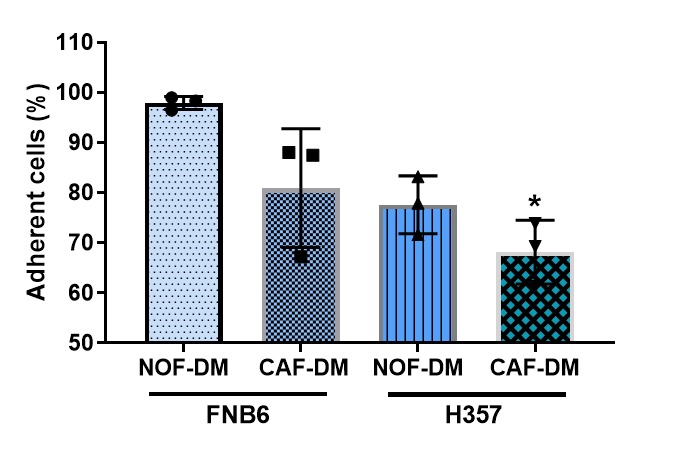 Adherent cells (%)
110
100
90
80
70
60
50
*
NOF-DM CAF-DM NOF-DM CAF-DM
FNB6 H357